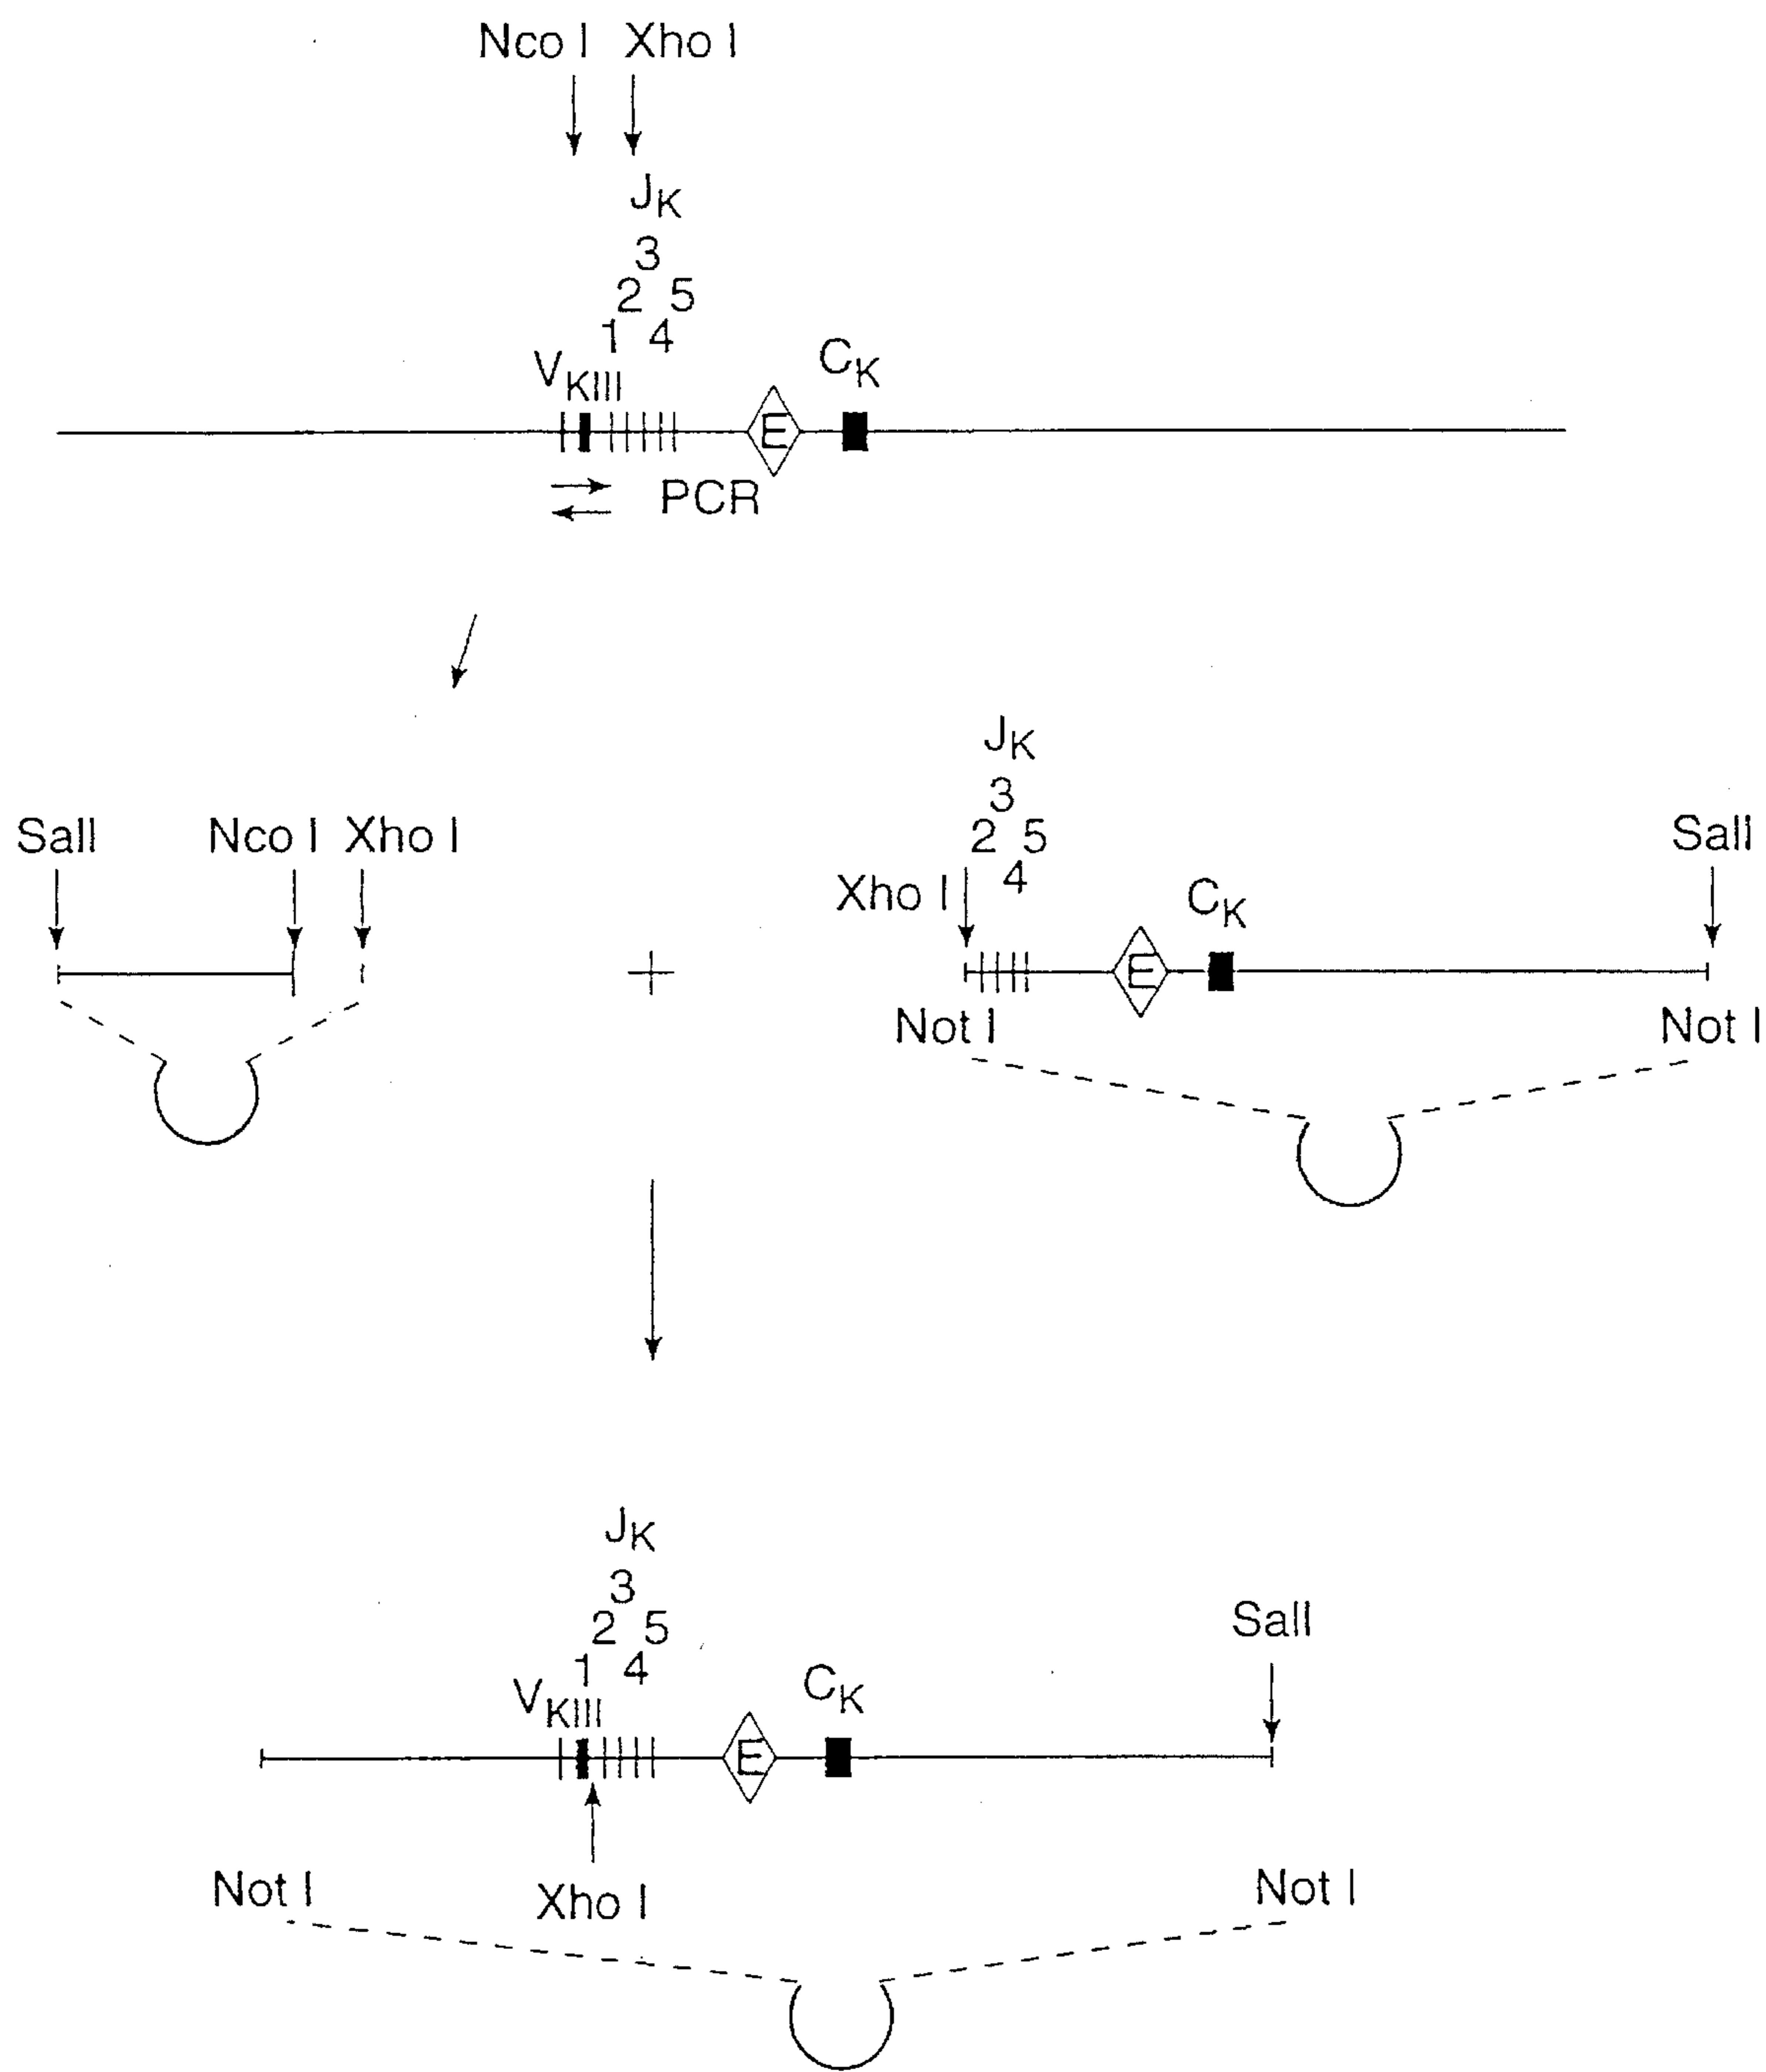 Nco I Xho I
JK
3
2 5
1 4
VKIII
CK
E
PCR
JK
3
2 5
4
SalI Nco I Xho I
Xho I
CK
SalI
+
E
Not I Not I
JK
3
2 5
1 4
VKIII
CK
SalI
E
Not I Xho I Not I